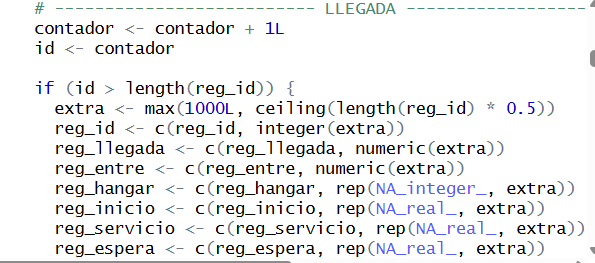 # -------------------------- LLEGADA ------------------
contador <- contador + 1L
id <- contador
if (id > length(reg_id)) {
extra <- max(1000L, ceiling(length(reg_id) * 0.5))
reg_id <- c(reg_id, integer(extra))
reg_llegada <- c(reg_llegada, numeric(extra))
reg_entre <- c(reg_entre, numeric(extra))
reg_hangar <- c(reg_hangar, rep(NA_integer_, extra))
reg_inicio <- c(reg_inicio, rep(NA_real_, extra))
reg_servicio <- c(reg_servicio, rep(NA_real_, extra))
reg_espera <- c(reg_espera, rep(NA_real_, extra))